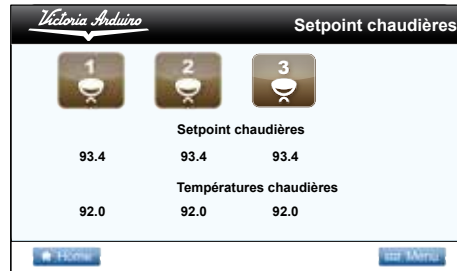 Victoria Arduino
Setpoint chaudières
1 2 3
Setpoint chaudières
93.4 93.4 93.4
Températures chaudières
92.0 92.0 92.0
Home Menu